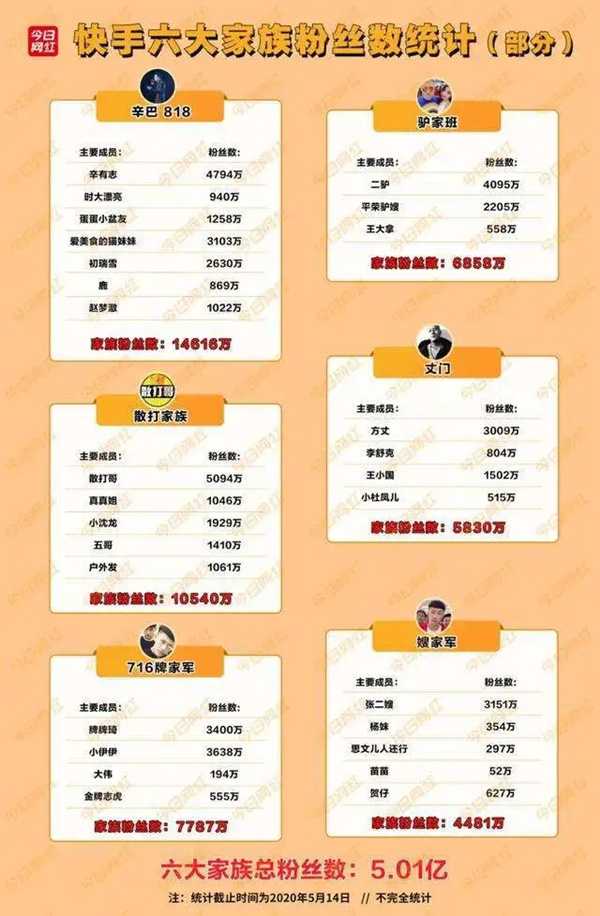 今日网红
快手六大家族粉丝数统计（部分）
辛巴 818
主要成员： 粉丝数：
辛有志 4794万
时大漂亮 940万
蛋蛋小盆友 1258万
爱美食的猫妹妹 3103万
初瑞雪 2630万
鹿 869万
赵梦澈 1022万
家族粉丝数：14616万
驴家班
主要成员： 粉丝数：
二驴 4095万
平荣驴嫂 2205万
王大拿 558万
家族粉丝数：6858万
散打哥
散打家族
主要成员： 粉丝数：
散打哥 5094万
真真姐 1046万
小沈龙 1929万
五哥 1410万
户外发 1061万
家族粉丝数：10540万
丈门
主要成员： 粉丝数：
方丈 3009万
李舒克 804万
王小国 1502万
小杜凤儿 515万
家族粉丝数：5830万
716牌家军
主要成员： 粉丝数：
牌牌琦 3400万
小伊伊 3638万
大伟 194万
金牌志虎 555万
家族粉丝数：7787万
嫂家军
主要成员： 粉丝数：
张二嫂 3151万
杨妹 354万
思文儿人还行 297万
苗苗 52万
贺仔 627万
家族粉丝数：4481万
六大家族总粉丝数：5.01亿
注：统计截止时间为2020年5月14日 // 不完全统计